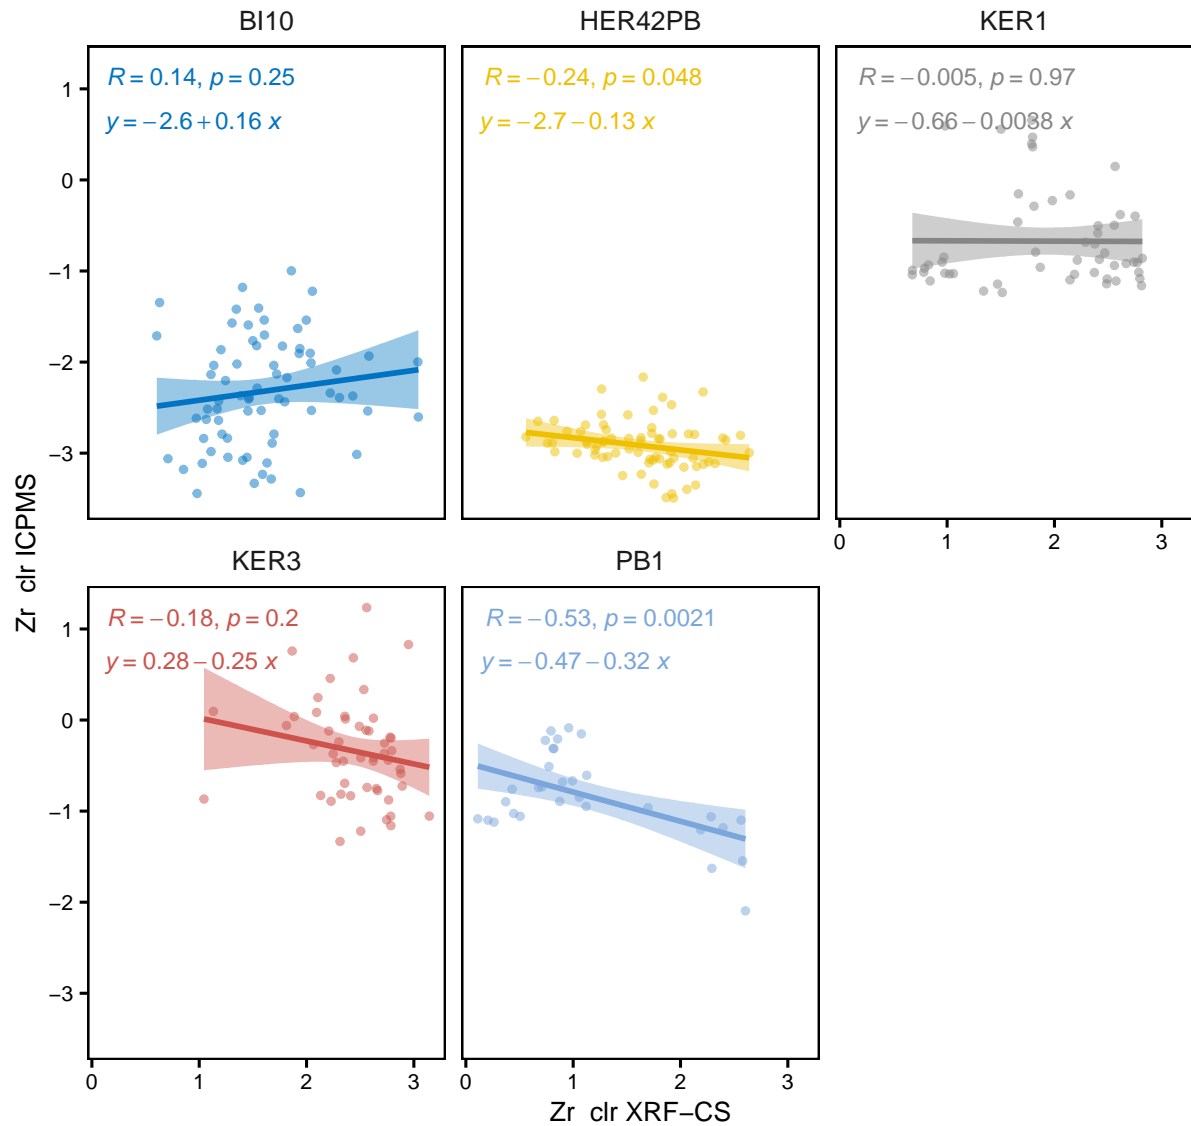 BI10
HER42PB
KER1
R = 0.14, p = 0.25
y = −2.6 + 0.16 x
R = −0.24, p = 0.048
y = −2.7 − 0.13 x
R = −0.005, p = 0.97
y = −0.66 − 0.0038 x
1
0
−1
−2
−3
0 1 2 3
KER3
PB1
R = −0.18, p = 0.2
y = 0.28 − 0.25 x
R = −0.53, p = 0.0021
y = −0.47 − 0.32 x
1
0
−1
−2
−3
0 1 2 3
0 1 2 3
Zr clr ICPMS
Zr clr XRF−CS